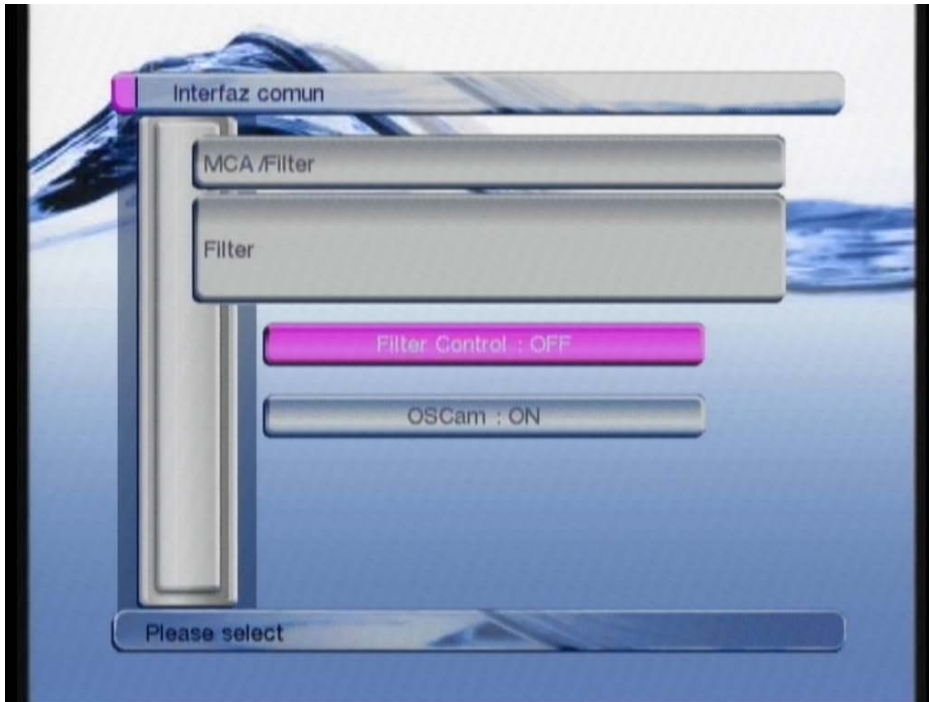 Interfaz comun
MCA /Filter
Filter
Filter Control : OFF
OSCam : ON
Please select